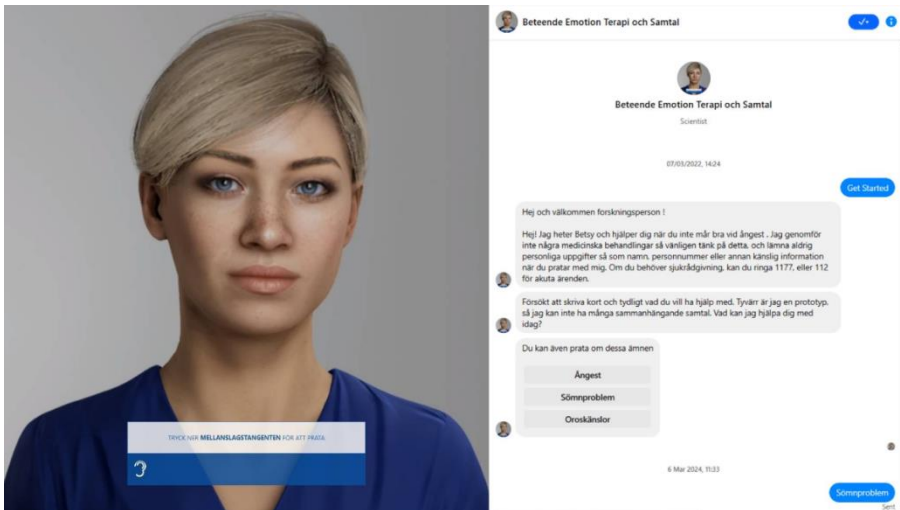 TRYCK NER MELLANSLAGSTANGENTEN FÖR ATT PRATA
Beteende Emotion Terapi och Samtal
Beteende Emotion Terapi och Samtal
Scientist
07/03/2022, 14:24
Get Started
Hej och välkommen forskningsperson !
Hej! Jag heter Betsy och hjälper dig när du inte mår bra vid ångest . Jag genomför
inte några medicinska behandlingar så vänligen tänk på detta, och lämna aldrig
personliga uppgifter så som namn, personnummer eller annan känslig information
när du pratar med mig. Om du behöver sjukrådgivning, kan du ringa 1177, eller 112
för akuta ärenden.
Försökt att skriva kort och tydligt vad du vill ha hjälp med. Tyvärr är jag en prototyp,
så jag kan inte ha många sammanhängande samtal. Vad kan jag hjälpa dig med
idag?
Du kan även prata om dessa ämnen
Ångest
Sömnproblem
Oroskänslor
6 Mar 2024, 11:33
Sömnproblem
Sent